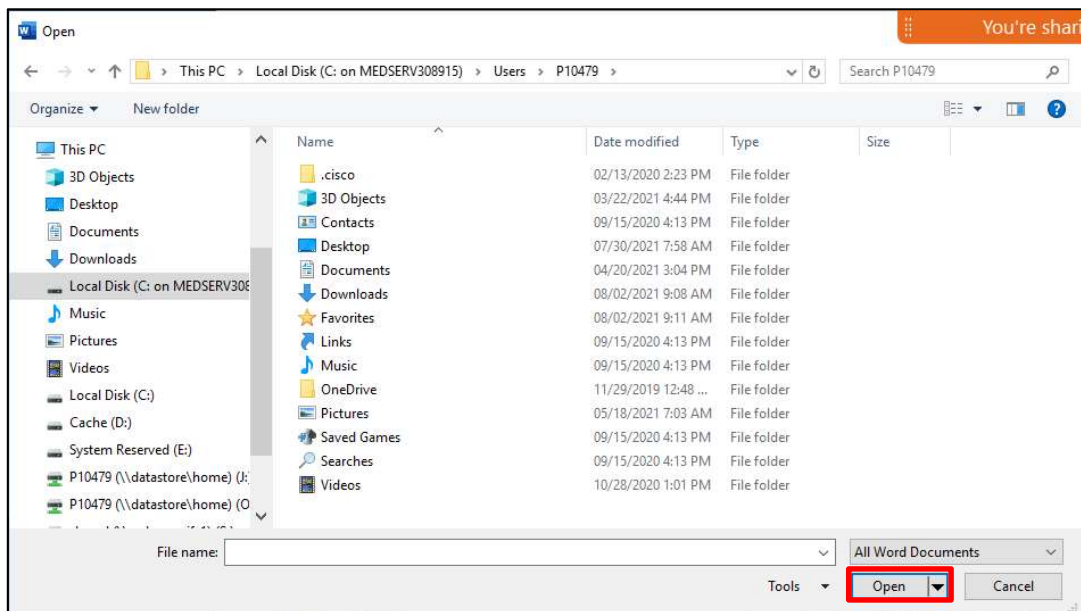 Open
You're shari
This PC > Local Disk (C: on MEDSERV308915) > Users > P10479 >
Search P10479
Organize
New folder
Name Date modified Type Size
This PC
3D Objects
Desktop
Documents
Downloads
Local Disk (C: on MEDSERV308
Music
Pictures
Videos
Local Disk (C:)
Cache (D:)
System Reserved (E:)
P10479 (\\datastore\home) (J:
P10479 (\\datastore\home) (O
.cisco 02/13/2020 2:23 PM File folder
3D Objects 03/22/2021 4:44 PM File folder
Contacts 09/15/2020 4:13 PM File folder
Desktop 07/30/2021 7:58 AM File folder
Documents 04/20/2021 3:04 PM File folder
Downloads 08/02/2021 9:08 AM File folder
Favorites 08/02/2021 9:11 AM File folder
Links 09/15/2020 4:13 PM File folder
Music 09/15/2020 4:13 PM File folder
OneDrive 11/29/2019 12:48 ... File folder
Pictures 05/18/2021 7:03 AM File folder
Saved Games 09/15/2020 4:13 PM File folder
Searches 09/15/2020 4:13 PM File folder
Videos 10/28/2020 1:01 PM File folder
File name:
All Word Documents
Tools
Open
Cancel